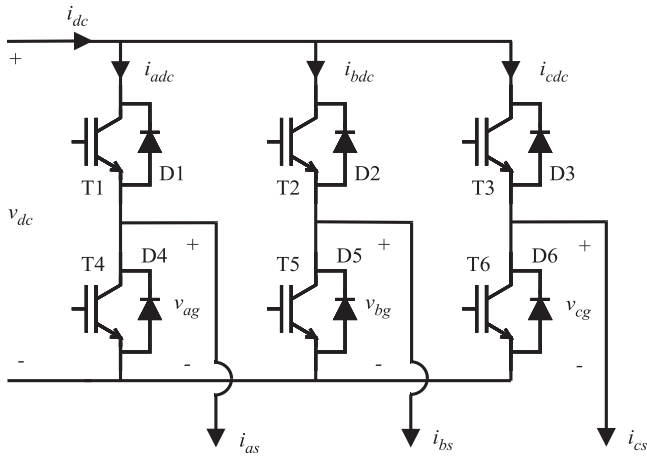 i_dc
+
i_adc
i_bdc
i_cdc
T1
D1
T2
D2
T3
D3
v_dc
+
+
+
T4
D4
T5
D5
T6
D6
v_ag
v_bg
v_cg
-
-
-
-
i_as
i_bs
i_cs